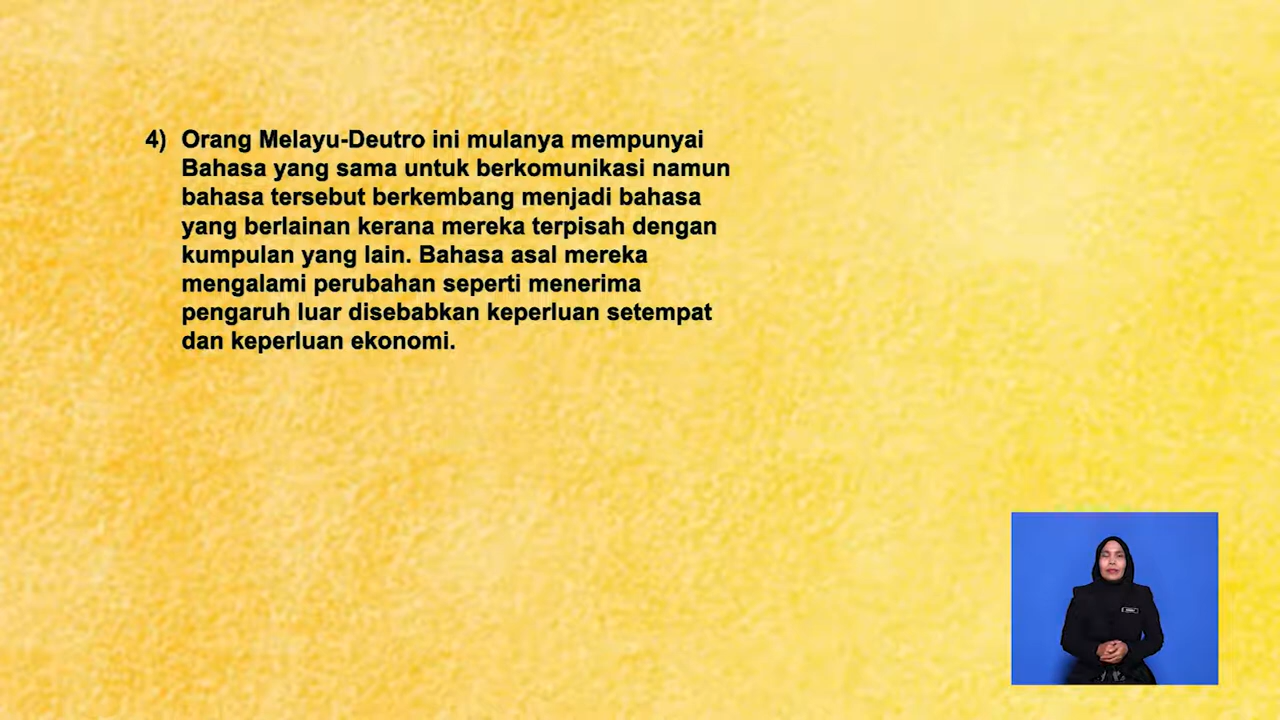 4) Orang Melayu-Deutro ini mulanya mempunyai
Bahasa yang sama untuk berkomunikasi namun
bahasa tersebut berkembang menjadi bahasa
yang berlainan kerana mereka terpisah dengan
kumpulan yang lain. Bahasa asal mereka
mengalami perubahan seperti menerima
pengaruh luar disebabkan keperluan setempat
dan keperluan ekonomi.